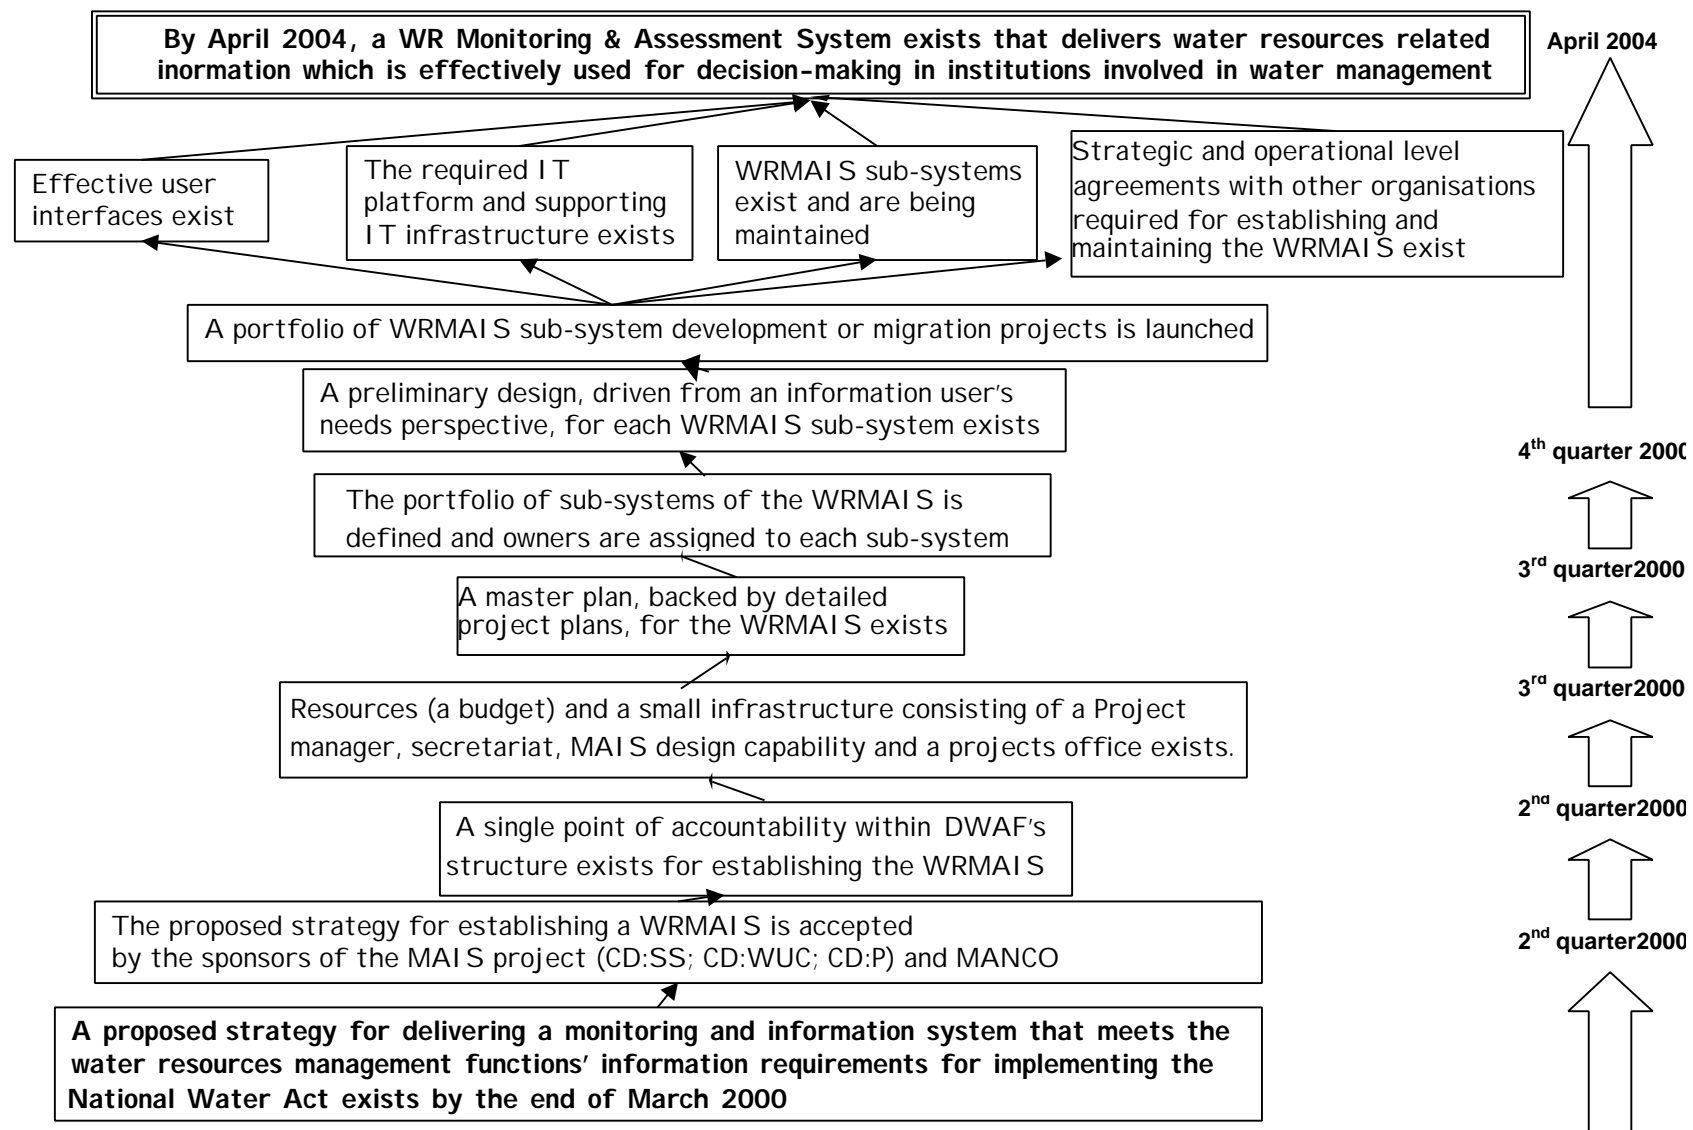 By April 2004, a WR Monitoring & Assessment System exists that delivers water resources related
inormation which is effectively used for decision-making in institutions involved in water management
April 2004
Effective user
interfaces exist
The required IT
platform and supporting
IT infrastructure exists
WRMAIS sub-systems
exist and are being
maintained
Strategic and operational level
agreements with other organisations
required for establishing and
maintaining the WRMAIS exist
A portfolio of WRMAIS sub-system development or migration projects is launched
A preliminary design, driven from an information user's
needs perspective, for each WRMAIS sub-system exists
4th quarter 2000
The portfolio of sub-systems of the WRMAIS is
defined and owners are assigned to each sub-system
3rd quarter2000
A master plan, backed by detailed
project plans, for the WRMAIS exists
3rd quarter2000
Resources (a budget) and a small infrastructure consisting of a Project
manager, secretariat, MAIS design capability and a projects office exists.
2nd quarter2000
A single point of accountability within DWAF's
structure exists for establishing the WRMAIS
The proposed strategy for establishing a WRMAIS is accepted
by the sponsors of the MAIS project (CD:SS; CD:WUC; CD:P) and MANCO
2nd quarter2000
A proposed strategy for delivering a monitoring and information system that meets the
water resources management functions' information requirements for implementing the
National Water Act exists by the end of March 2000